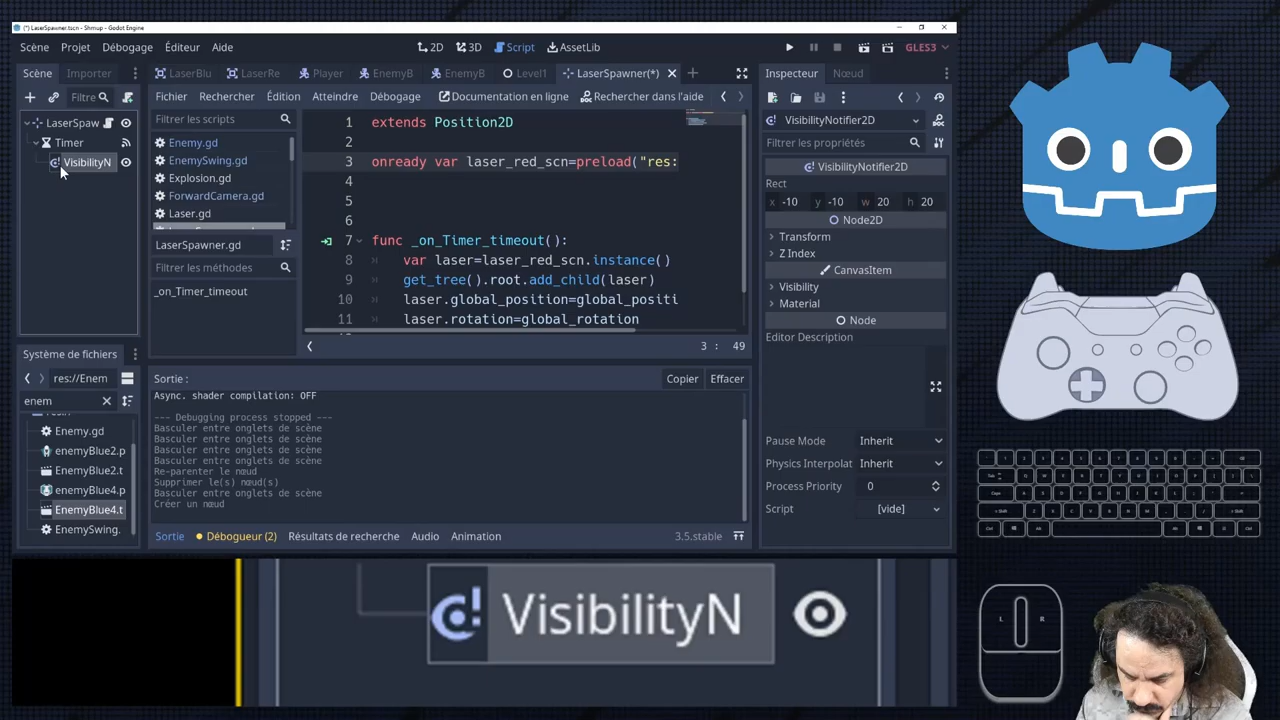 (*) LaserSpawner.tscn - Shmup - Godot Engine
Scène Projet Débogage Éditeur Aide
2D 3D Script AssetLib
GLES3
Scène Importer
LaserBlu LaserRe Player EnemyB EnemyB Level1 LaserSpawner(*)
Inspecteur Nœud
Filtre
Fichier Rechercher Édition Atteindre Débogage Documentation en ligne Rechercher dans l'aide
LaserSpaw
Timer
VisibilityN
Filtrer les scripts
Enemy.gd
EnemySwing.gd
Explosion.gd
ForwardCamera.gd
Laser.gd
LaserSpawner.gd
Filtrer les méthodes
_on_Timer_timeout
1 extends Position2D
2
3 onready var laser_red_scn=preload("res:
4
5
6
7 func _on_Timer_timeout():
8 var laser=laser_red_scn.instance()
9 get_tree().root.add_child(laser)
10 laser.global_position=global_positi
11 laser.rotation=global_rotation
3 : 49
VisibilityNotifier2D
Filtrer les propriétés
VisibilityNotifier2D
Rect
x -10 y -10 w 20 h 20
Node2D
Transform
Z Index
CanvasItem
Visibility
Material
Node
Editor Description
Pause Mode Inherit
Physics Interpolat Inherit
Process Priority 0
Script [vide]
Système de fichiers
res://Enem
enem
Enemy.gd
enemyBlue2.p
EnemyBlue2.t
enemyBlue4.p
EnemyBlue4.t
EnemySwing.
Sortie : Copier Effacer
Async. shader compilation: OFF
--- Debugging process stopped ---
Basculer entre onglets de scène
Basculer entre onglets de scène
Basculer entre onglets de scène
Basculer entre onglets de scène
Re-parenter le nœud
Supprimer le(s) nœud(s)
Basculer entre onglets de scène
Créer un nœud
Sortie Débogueur (2) Résultats de recherche Audio Animation 3.5.stable
VisibilityN
L R